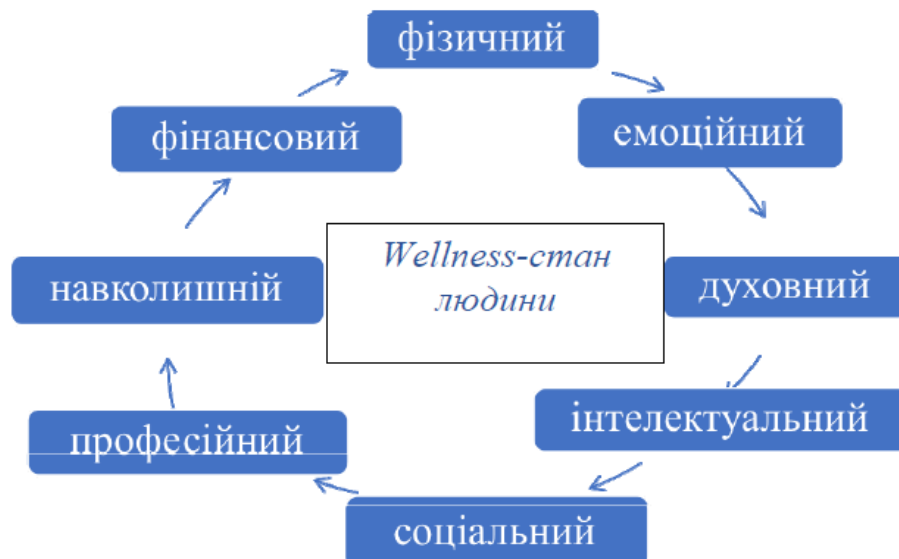 фізичний
фінансовий
емоційний
Wellness-стан
людини
навколишній
духовний
професійний
інтелектуальний
соціальний